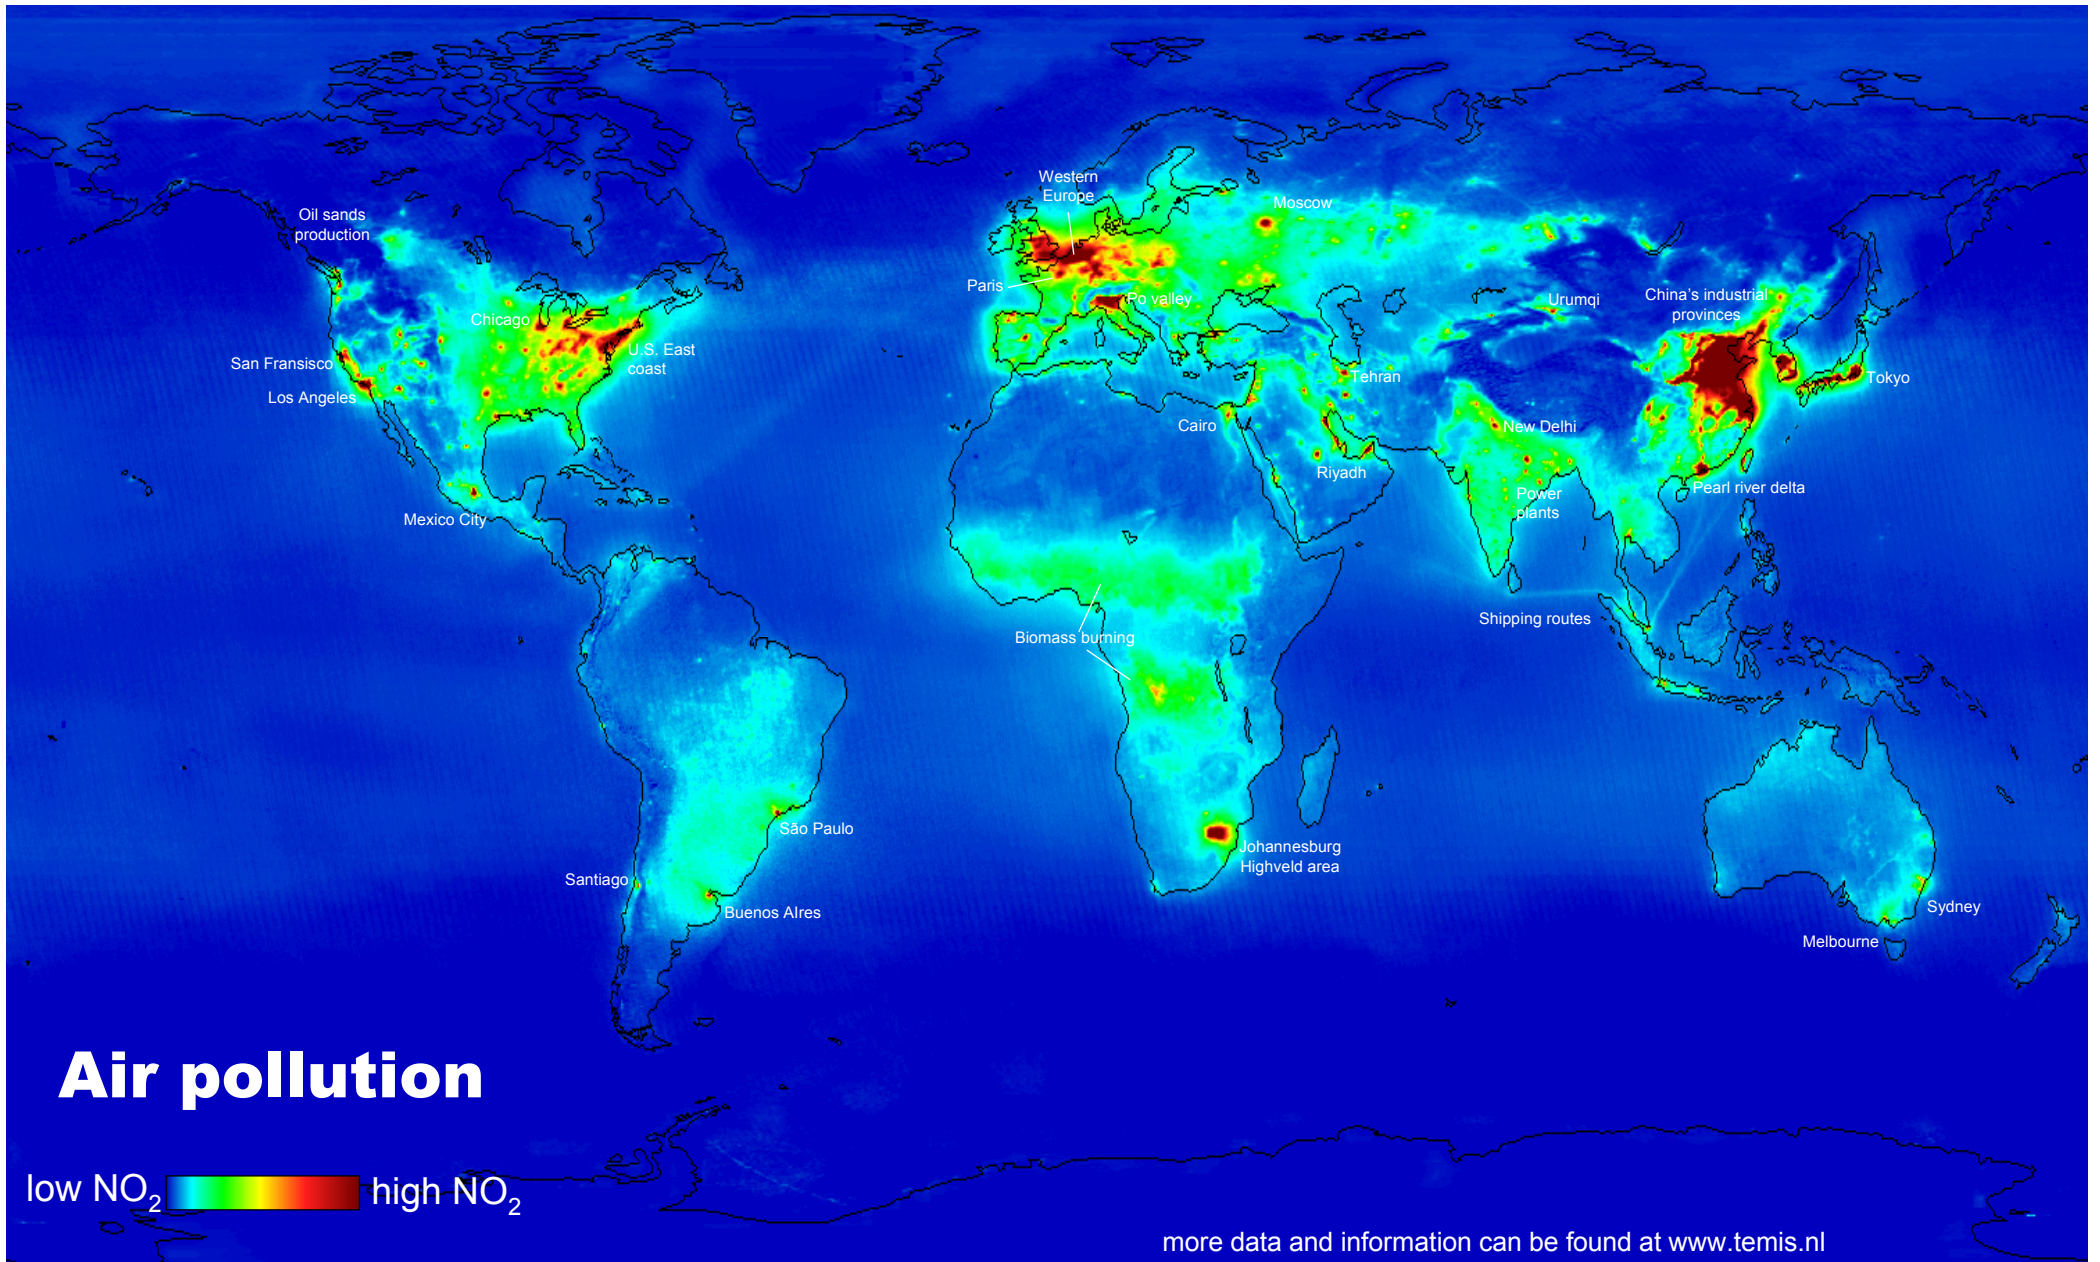 Western
Europe
Moscow
Oil sands
production
Paris
Po valley
Urumqi
China's industrial
provinces
Chicago
U.S. East
coast
San Fransisco
Los Angeles
Tehran
Tokyo
Cairo
New Delhi
Riyadh
Power
plants
Pearl river delta
Mexico City
Shipping routes
Biomass burning
São Paulo
Johannesburg
Highveld area
Santiago
Buenos AIres
Sydney
Melbourne
Air pollution
low NO₂
high NO₂
more data and information can be found at www.temis.nl